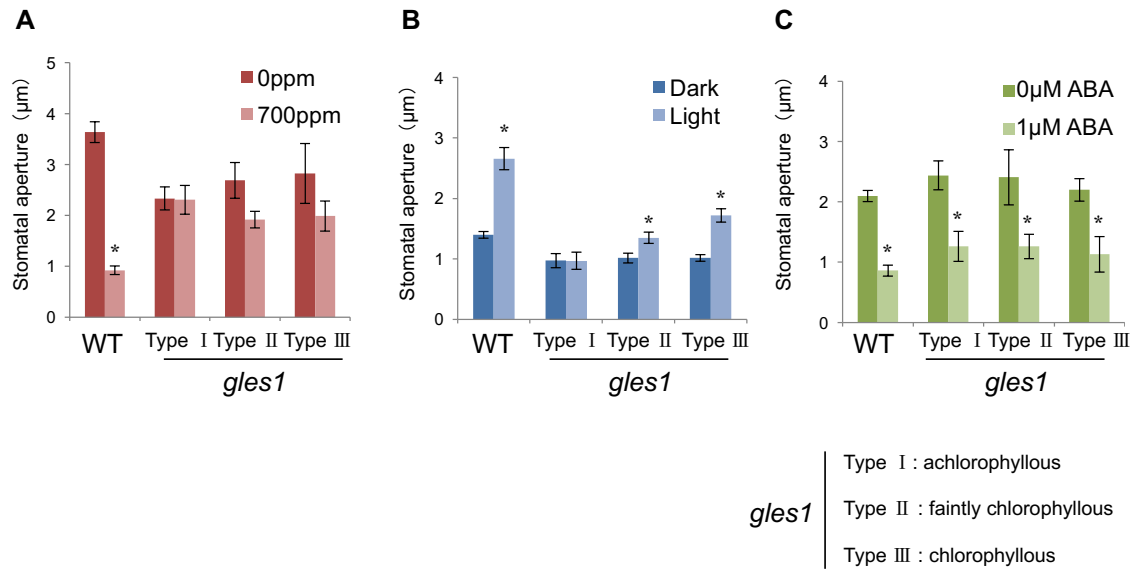 A
Stomatal aperture (μm)
5
4
3
2
1
0
0ppm
700ppm
*
WT
Type Ⅰ Type Ⅱ Type Ⅲ
gles1
B
Stomatal aperture (μm)
4
3
2
1
0
Dark
Light
*
*
*
WT
Type Ⅰ Type Ⅱ Type Ⅲ
gles1
C
Stomatal aperture (μm)
4
3
2
1
0
0μM ABA
1μM ABA
*
*
*
*
WT
Type Ⅰ Type Ⅱ Type Ⅲ
gles1
gles1
Type Ⅰ : achlorophyllous
Type Ⅱ : faintly chlorophyllous
Type Ⅲ : chlorophyllous